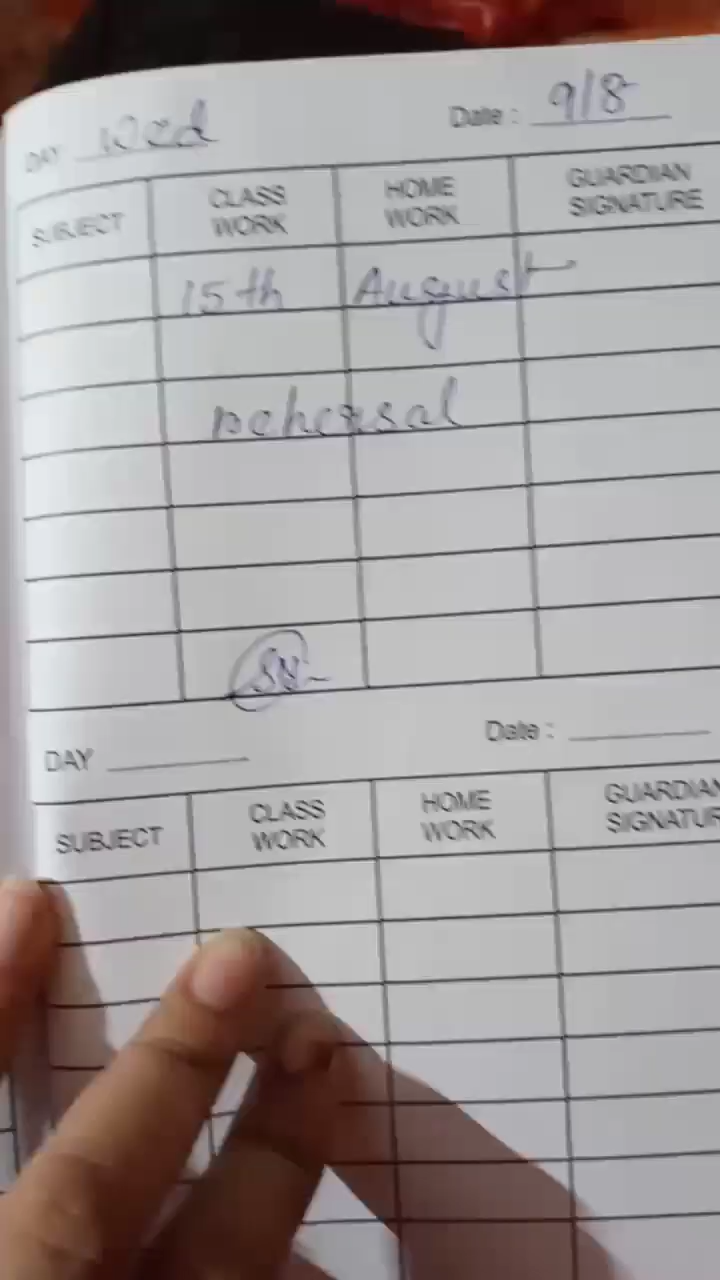 DAY Wed Date : 9/8
SUBJECT CLASS WORK HOME WORK GUARDIAN SIGNATURE
15th August
rehersal
DAY Date :
SUBJECT CLASS WORK HOME WORK GUARDIAN SIGNATUR